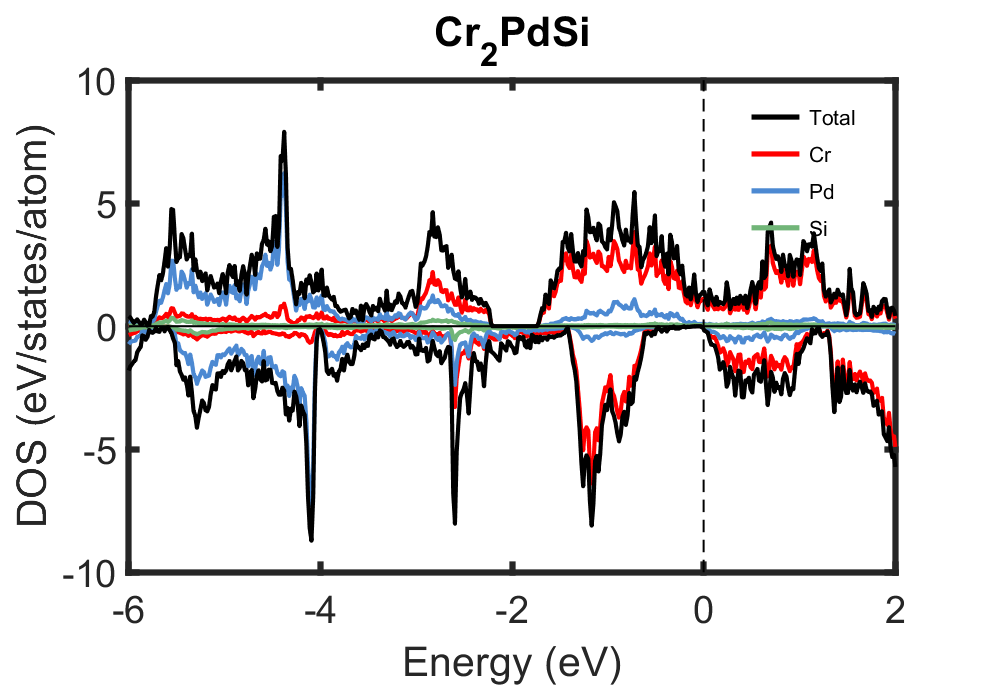 Cr2PdSi
10
5
0
-5
-10
DOS (eV/states/atom)
Total
Cr
Pd
Si
-6 -4 -2 0 2
Energy (eV)